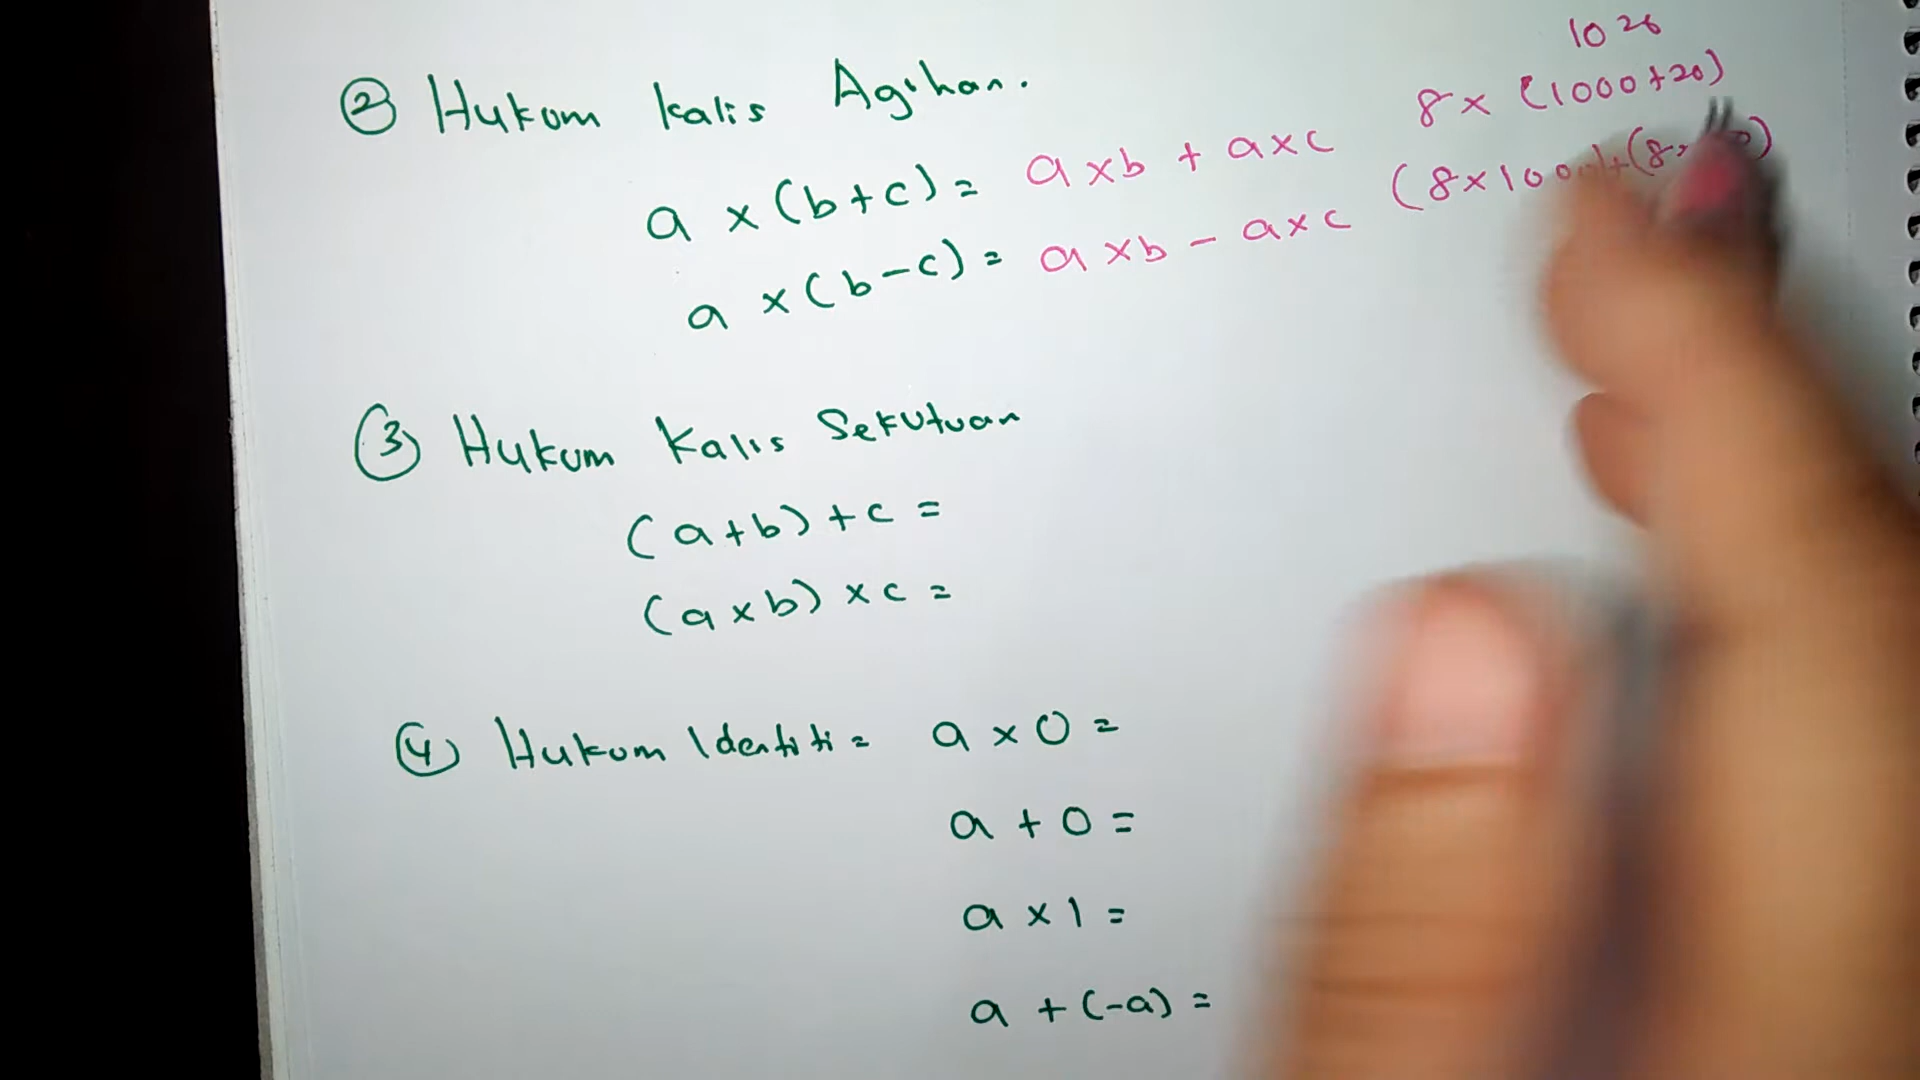 ② Hukum Kalis Agihan.
a × (b+c) = a×b + a×c
a × (b-c) = a×b - a×c
8 × (1000+20)
(8×100
③ Hukum Kalis Sekutuan
(a+b)+c =
(a×b) ×c =
④ Hukum Identiti = a × 0 =
a + 0 =
a × 1 =
a + (-a) =